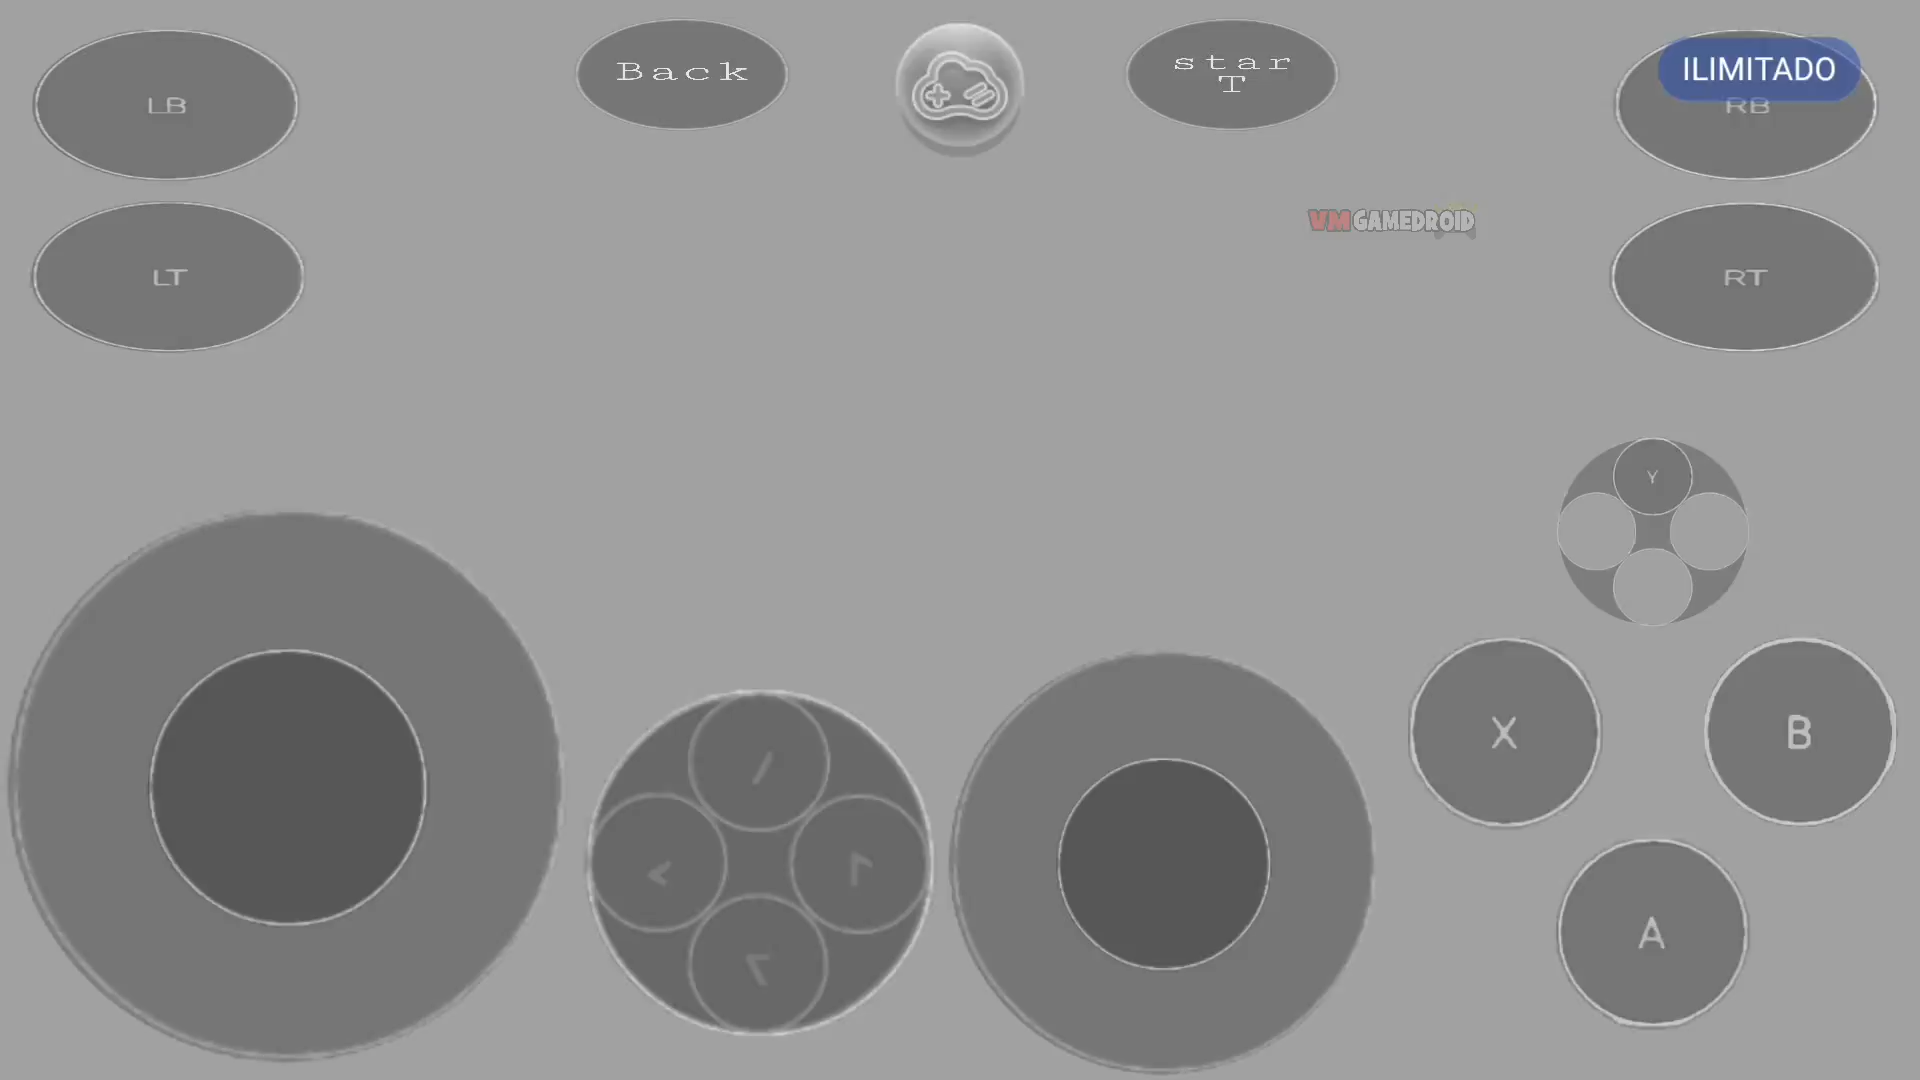 LB
Back
star
T
ILIMITADO
RB
LT
VMGAMEDROID
RT
Y
X
B
A